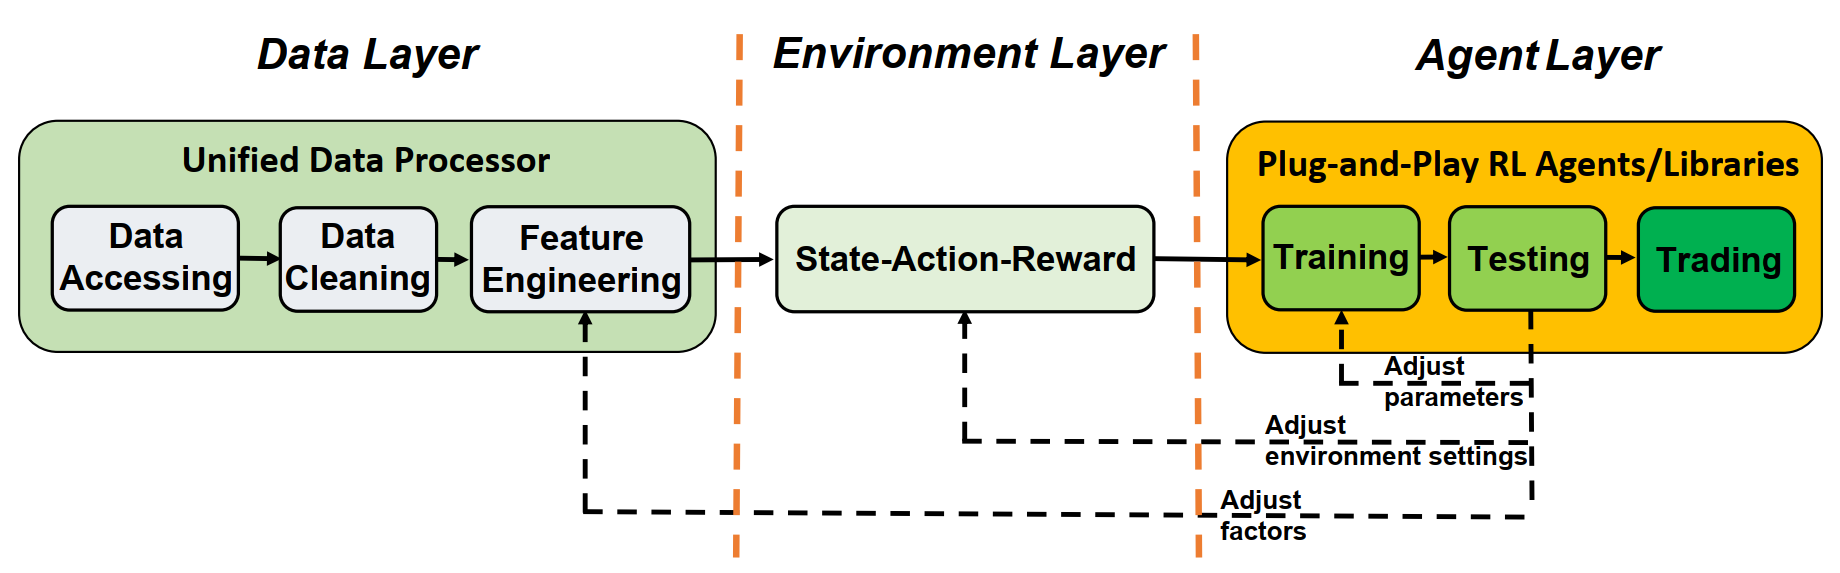 Data Layer
Environment Layer
Agent Layer
Unified Data Processor
Plug-and-Play RL Agents/Libraries
Data
Accessing
Data
Cleaning
Feature
Engineering
State-Action-Reward
Training
Testing
Trading
Adjust
parameters
Adjust
environment settings
Adjust
factors